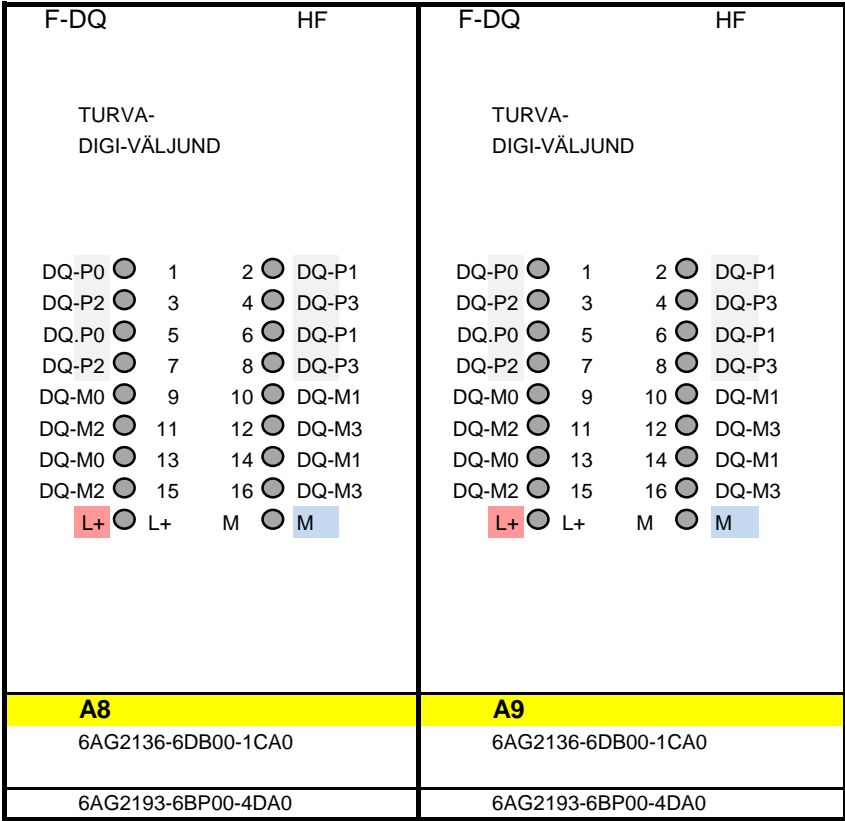 F-DQ HF F-DQ HF
TURVA- TURVA-
DIGI-VÄLJUND DIGI-VÄLJUND
DQ-P0 1 2 DQ-P1 DQ-P0 1 2 DQ-P1
DQ-P2 3 4 DQ-P3 DQ-P2 3 4 DQ-P3
DQ.P0 5 6 DQ-P1 DQ.P0 5 6 DQ-P1
DQ-P2 7 8 DQ-P3 DQ-P2 7 8 DQ-P3
DQ-M0 9 10 DQ-M1 DQ-M0 9 10 DQ-M1
DQ-M2 11 12 DQ-M3 DQ-M2 11 12 DQ-M3
DQ-M0 13 14 DQ-M1 DQ-M0 13 14 DQ-M1
DQ-M2 15 16 DQ-M3 DQ-M2 15 16 DQ-M3
L+ L+ M M L+ L+ M M
A8 A9
6AG2136-6DB00-1CA0 6AG2136-6DB00-1CA0
6AG2193-6BP00-4DA0 6AG2193-6BP00-4DA0